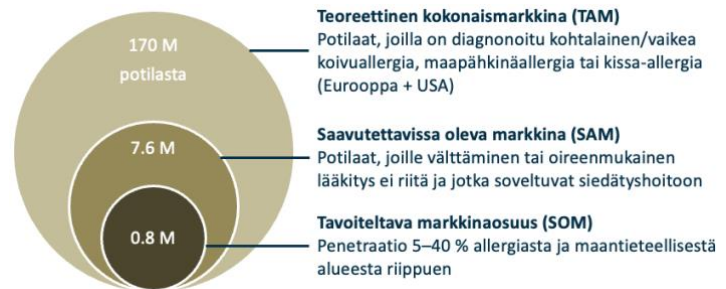 170 M
potilasta
7.6 M
0.8 M
Teoreettinen kokonaismarkkina (TAM)
Potilaat, joilla on diagnonoitu kohtalainen/vaikea
koivuallergia, maapähkinäallergia tai kissa-allergia
(Eurooppa + USA)
Saavutettavissa oleva markkina (SAM)
Potilaat, joille välttäminen tai oireenmukainen
lääkitys ei riitä ja jotka soveltuvat siedätyshoitoon
Tavoiteltava markkinaosuus (SOM)
Penetraatio 5–40 % allergiasta ja maantieteellisestä
alueesta riippuen